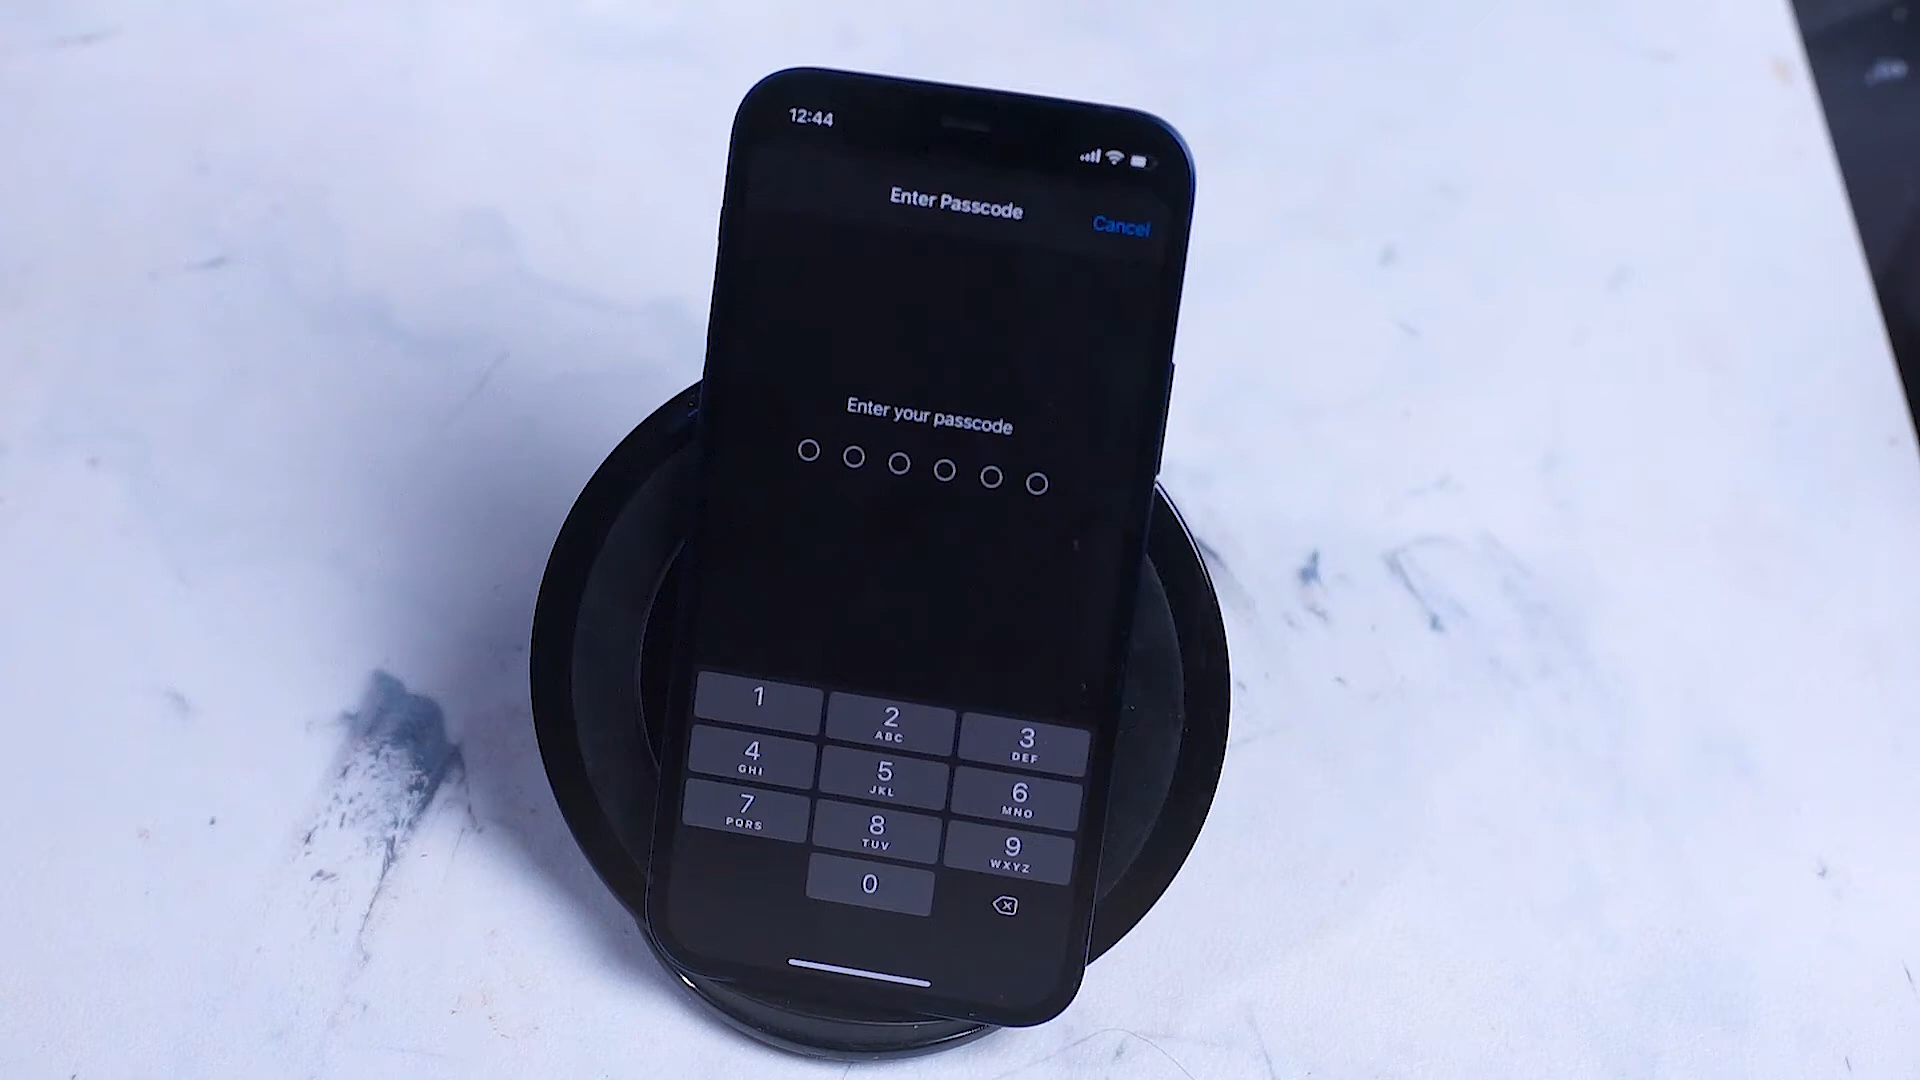 12:44
Enter Passcode
Cancel
Enter your passcode
1
2
ABC
3
DEF
4
GHI
5
JKL
6
MNO
7
PQRS
8
TUV
9
WXYZ
0